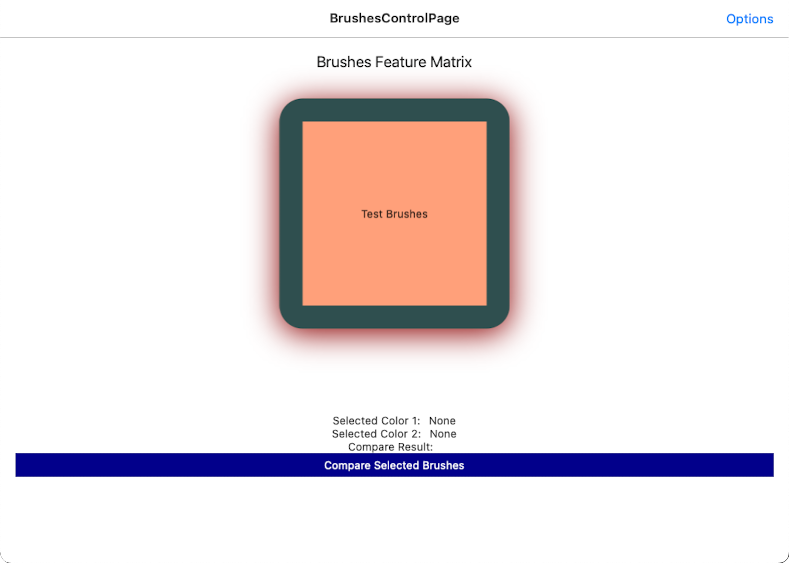 BrushesControlPage
Options
Brushes Feature Matrix
Test Brushes
Selected Color 1: None
Selected Color 2: None
Compare Result:
Compare Selected Brushes